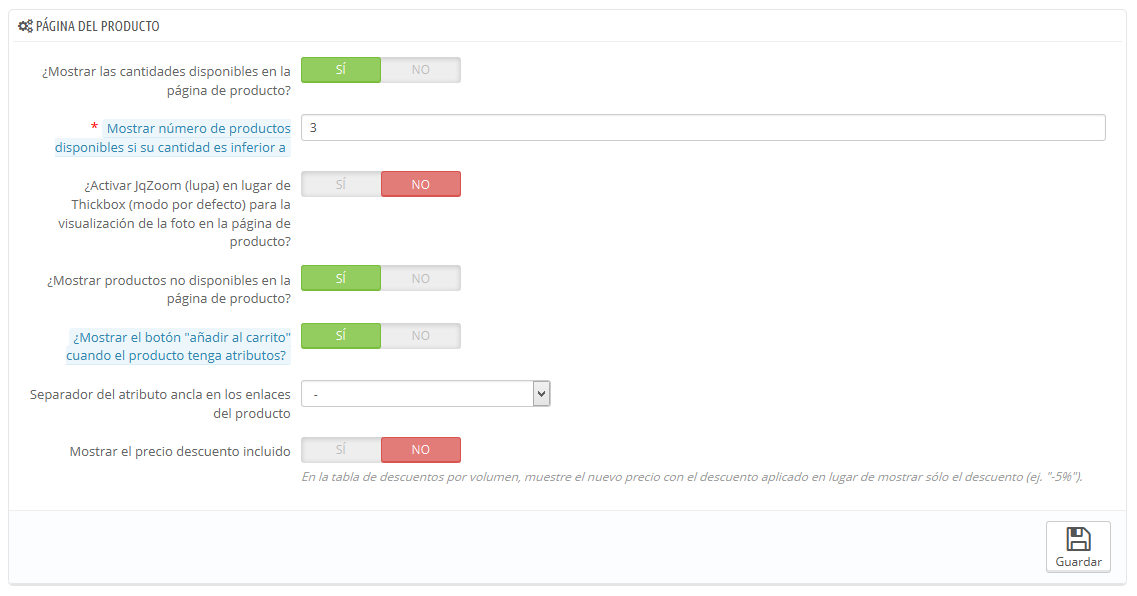 PÁGINA DEL PRODUCTO
¿Mostrar las cantidades disponibles en la
página de producto?
SÍ NO
* Mostrar número de productos
disponibles si su cantidad es inferior a
3
¿Activar JqZoom (lupa) en lugar de
Thickbox (modo por defecto) para la
visualización de la foto en la página de
producto?
SÍ NO
¿Mostrar productos no disponibles en la
página de producto?
SÍ NO
¿Mostrar el botón "añadir al carrito"
cuando el producto tenga atributos?
SÍ NO
Separador del atributo ancla en los enlaces
del producto
-
Mostrar el precio descuento incluido
SÍ NO
En la tabla de descuentos por volumen, muestre el nuevo precio con el descuento aplicado en lugar de mostrar sólo el descuento (ej. "-5%").
Guardar